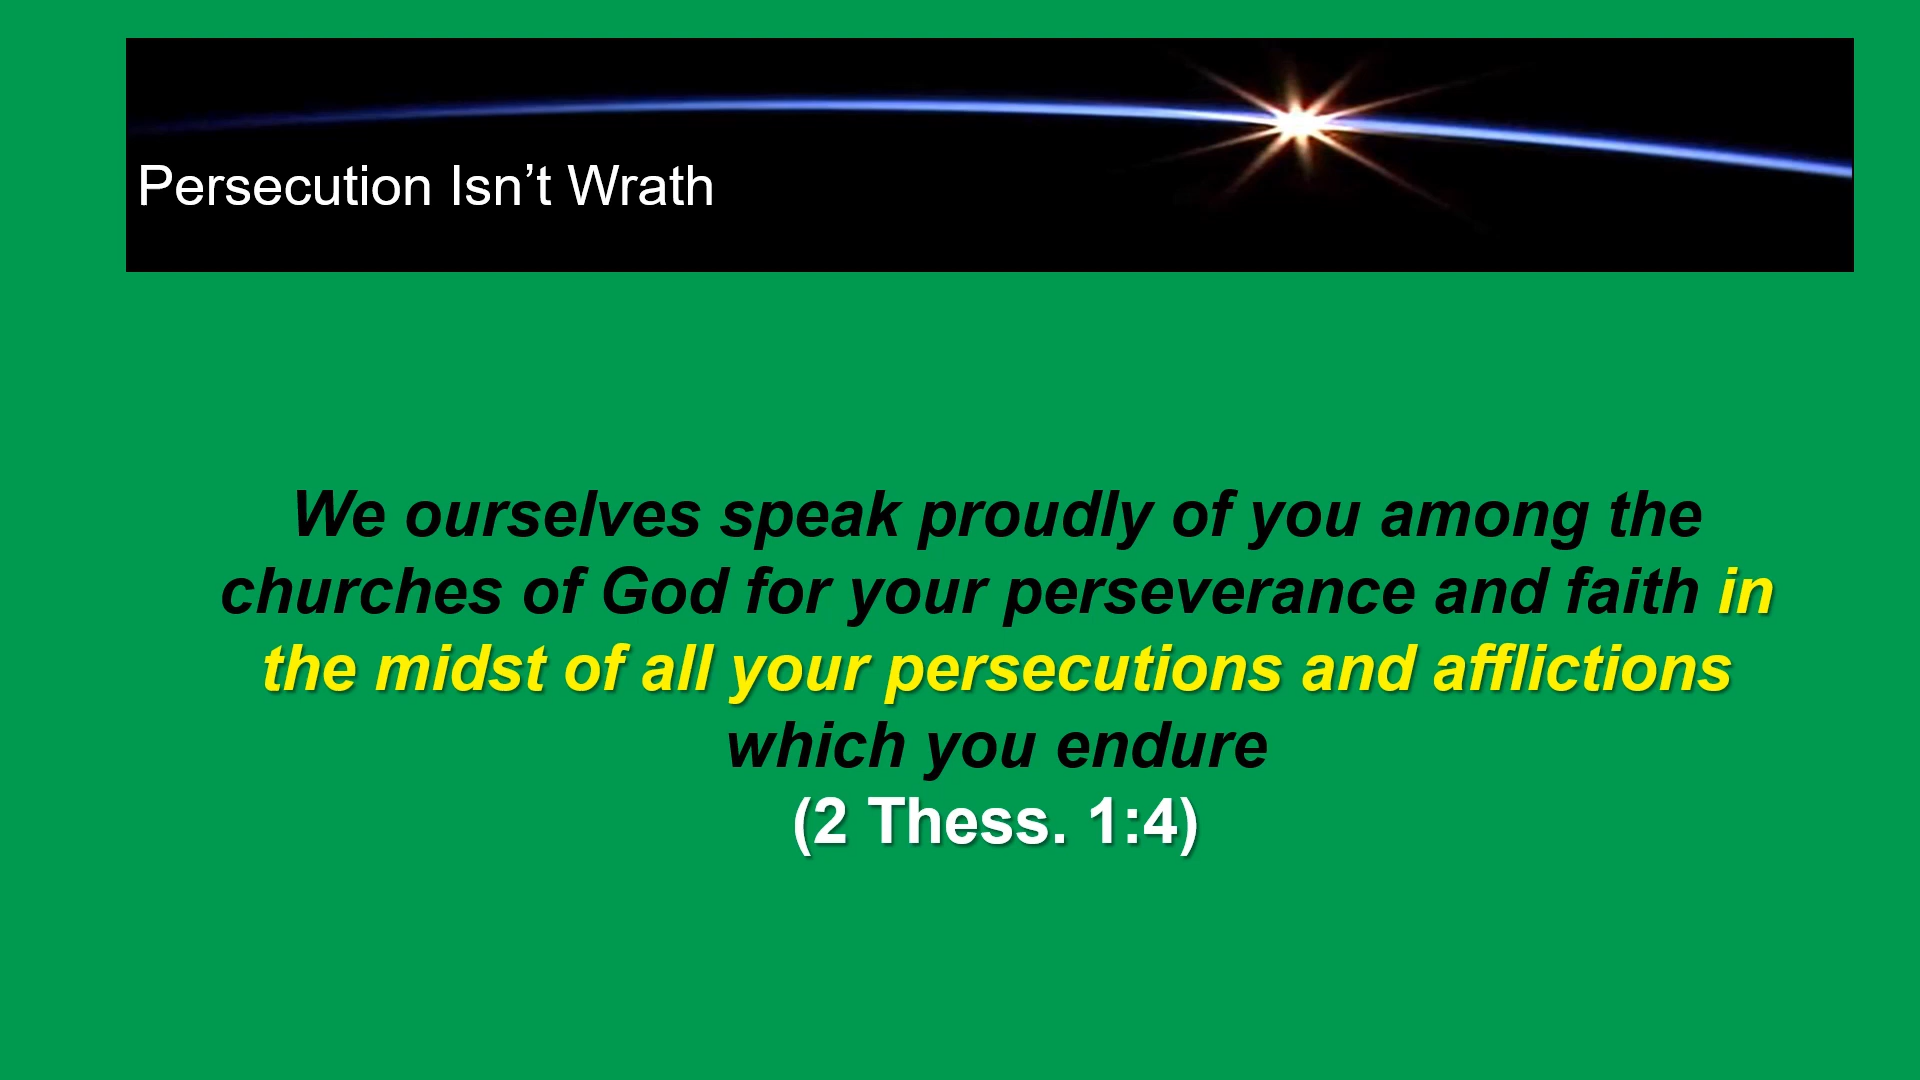 Persecution Isn’t Wrath
We ourselves speak proudly of you among the
churches of God for your perseverance and faith in
the midst of all your persecutions and afflictions
which you endure
(2 Thess. 1:4)